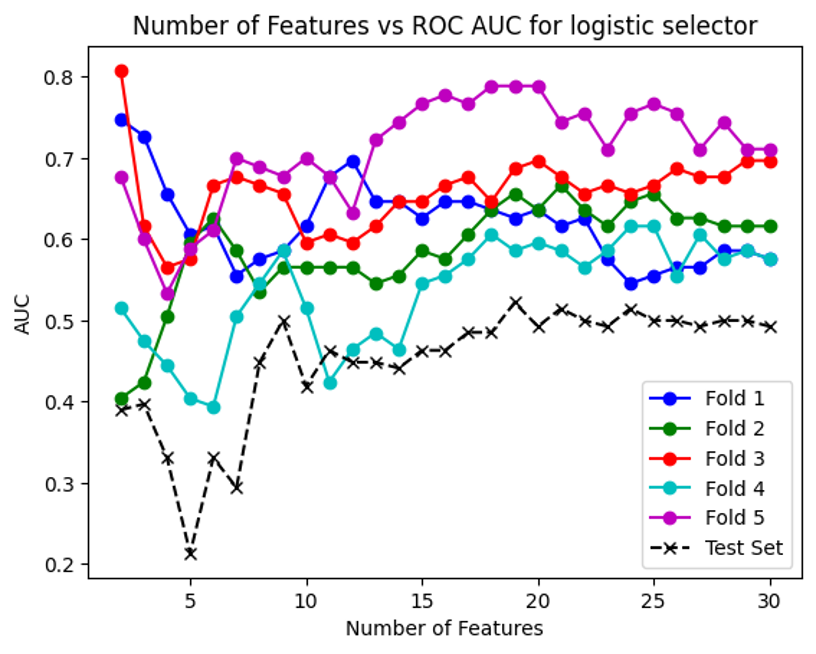 Number of Features vs ROC AUC for logistic selector
0.8
0.7
0.6
0.5
0.4
0.3
0.2
AUC
5 10 15 20 25 30
Number of Features
Fold 1
Fold 2
Fold 3
Fold 4
Fold 5
Test Set